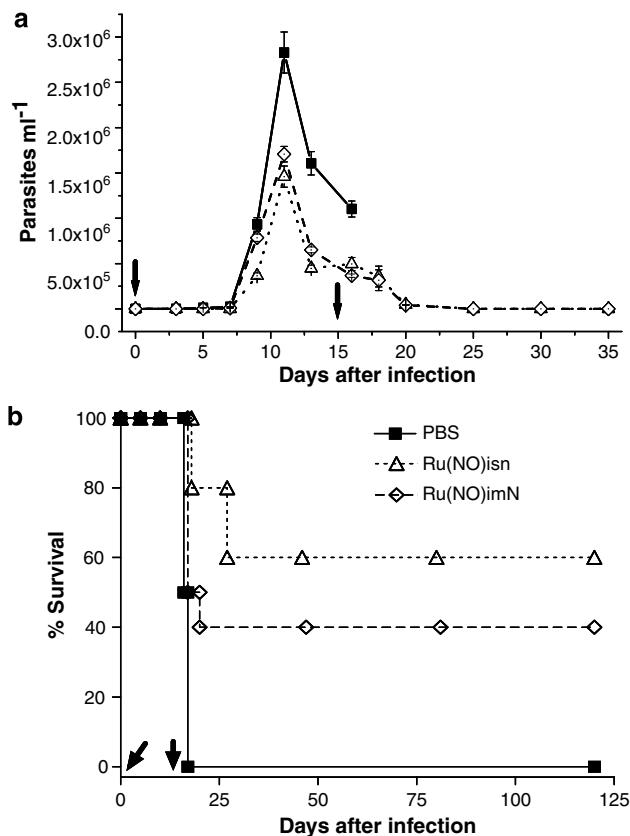 a
Parasites ml⁻¹
3.0x10⁶
2.5x10⁶
2.0x10⁶
1.5x10⁶
1.0x10⁶
5.0x10⁵
0.0
0 5 10 15 20 25 30 35
Days after infection
b
% Survival
100
80
60
40
20
0
PBS
Ru(NO)isn
Ru(NO)imN
0 25 50 75 100 125
Days after infection